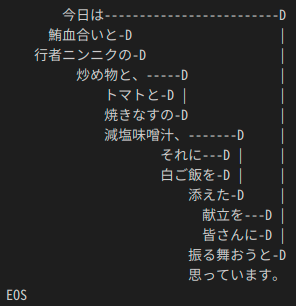 今日は-------------------------D
鮪血合いと-D |
行者ニンニクの-D |
炒め物と、-----D |
トマトと-D | |
焼きなすの-D |
減塩味噌汁、-------D |
それに---D | |
白ご飯を-D | |
添えた-D |
献立を---D |
皆さんに-D |
振る舞おうと-D
思っています。
EOS